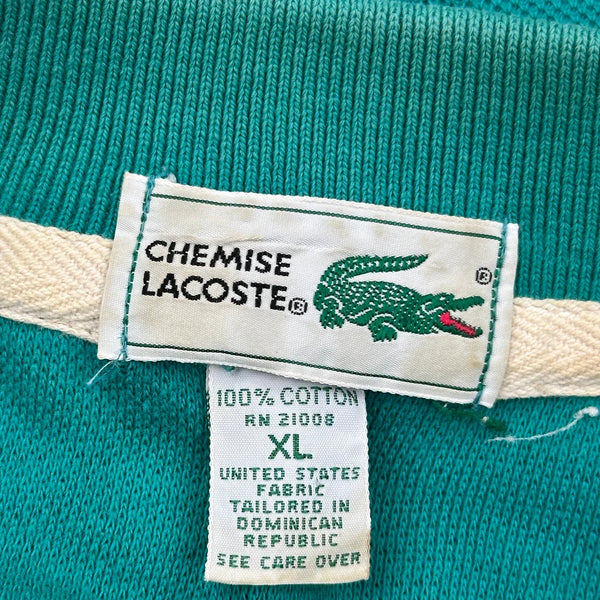 CHEMISE
LACOSTE®
®
100% COTTON
RN 21008
XL
UNITED STATES
FABRIC
TAILORED IN
DOMINICAN
REPUBLIC
SEE CARE OVER